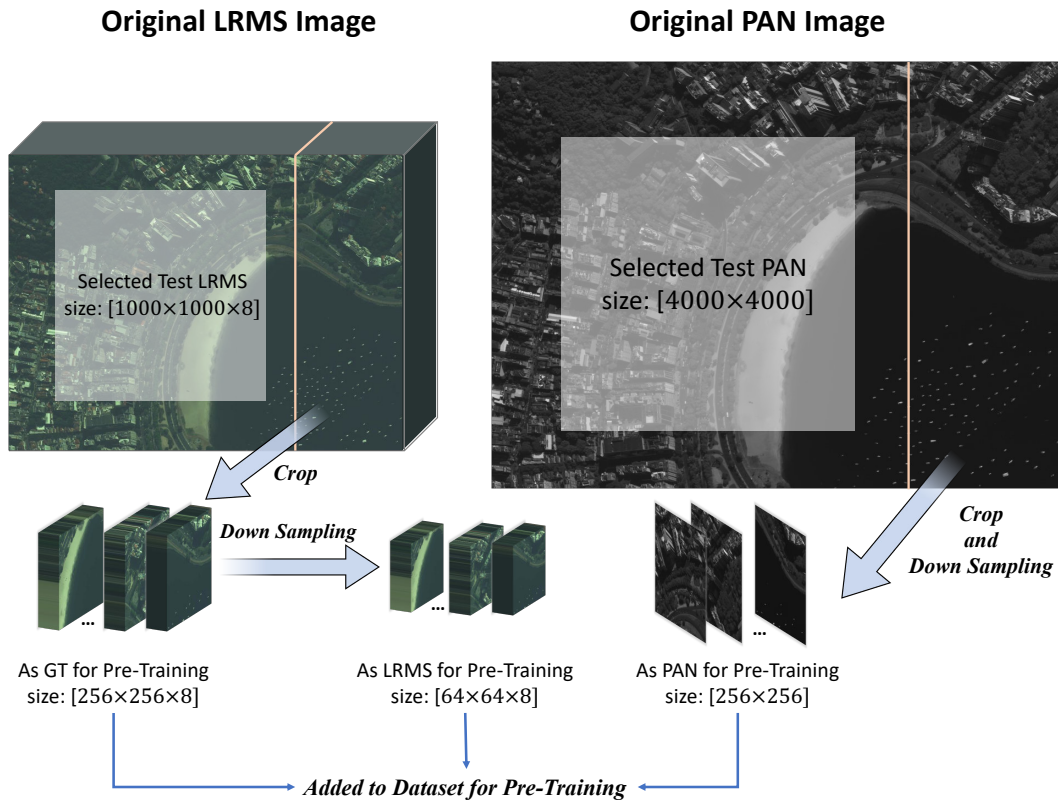 Original LRMS Image
Original PAN Image
Selected Test LRMS
size: [1000×1000×8]
Selected Test PAN
size: [4000×4000]
Crop
Crop
and
Down Sampling
Down Sampling
...
...
...
As GT for Pre-Training
size: [256×256×8]
As LRMS for Pre-Training
size: [64×64×8]
As PAN for Pre-Training
size: [256×256]
Added to Dataset for Pre-Training